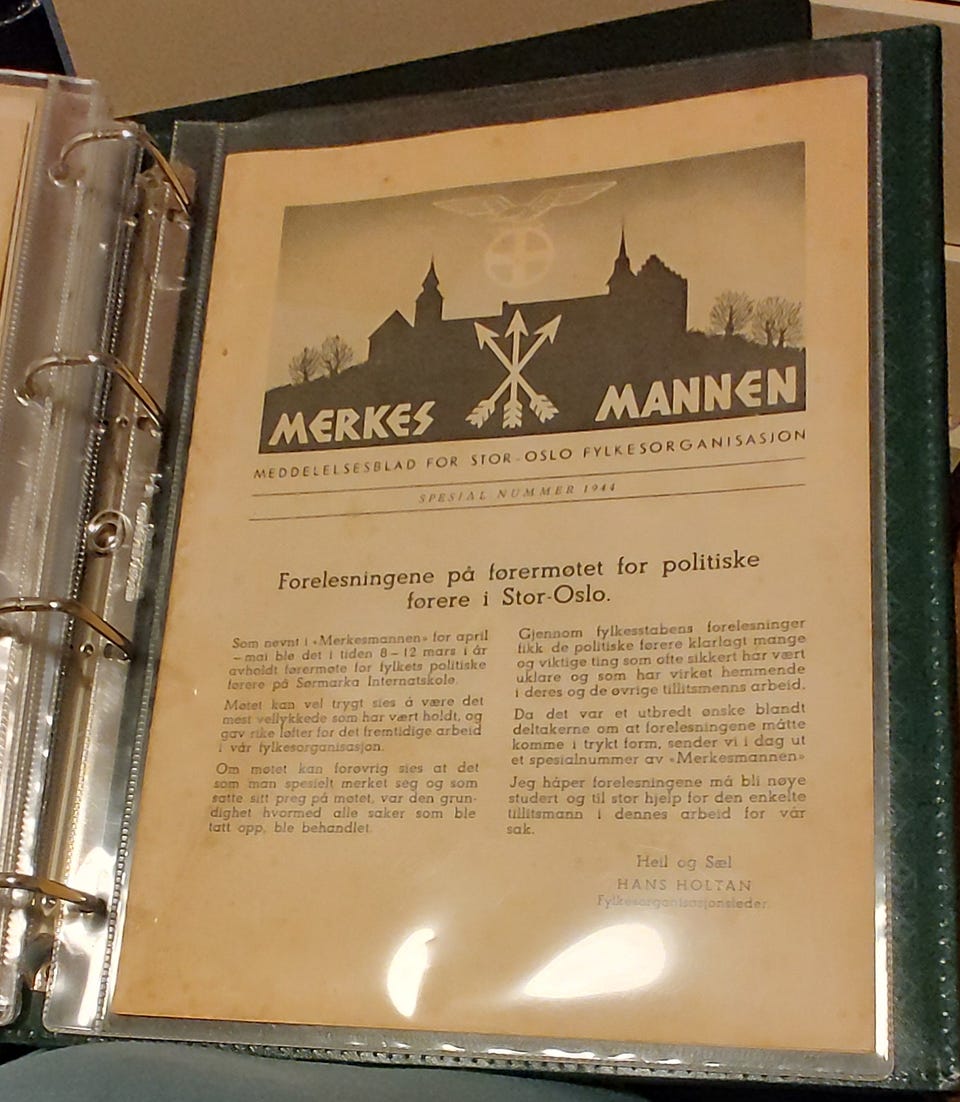 MERKES MANNEN
MEDDELELSESBLAD FOR STOR-OSLO FYLKESORGANISASJON
SPESIAL NUMMER 1944
Forelesningene på førermøtet for politiske
førere i Stor-Oslo.
Som nevnt i «Merkesmannen» for april
– mai ble det i tiden 8 – 12 mars i år
avholdt førermøte for fylkets politiske
førere på Sørmarka Internatskole.
Møtet kan vel trygt sies å være det
mest vellykkede som har vært holdt, og
gav rike løfter for det fremtidige arbeid
i vår fylkesorganisasjon.
Om møtet kan forøvrig sies at det
som man spesielt merket seg og som
satte sitt preg på møtet, var den grun-
dighet hvormed alle saker som ble
tatt opp, ble behandlet.
Gjennom fylkesstabens forelesninger
fikk de politiske førere klarlagt mange
og viktige ting som ofte sikkert har vært
uklare og som har virket hemmende
i deres og de øvrige tillitsmenns arbeid.
Da det var et utbredt ønske blandt
deltakerne om at forelesningene måtte
komme i trykt form, sender vi i dag ut
et spesialnummer av «Merkesmannen»
Jeg håper forelesningene må bli nøye
studert og til stor hjelp for den enkelte
tillitsmann i dennes arbeid for vår
sak.
Heil og Sæl
HANS HOLTAN
Fylkesorganisasjonsleder.